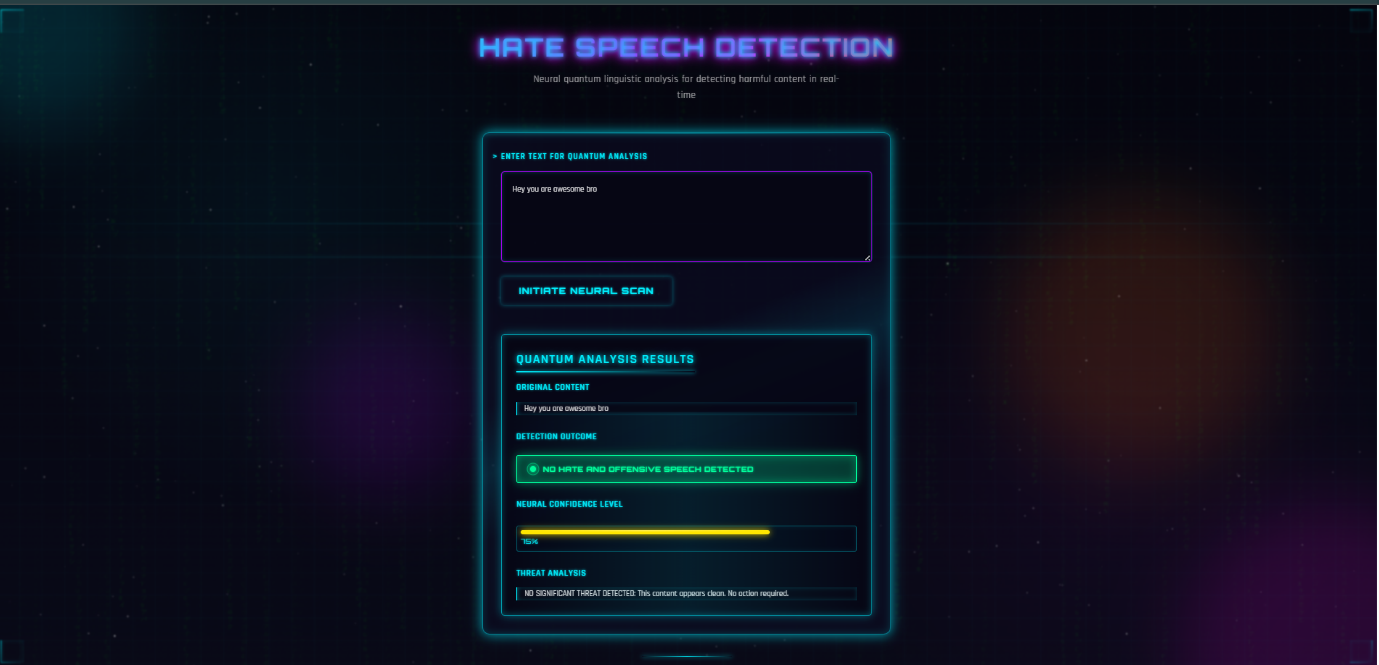 HATE SPEECH DETECTION
Neural quantum linguistic analysis for detecting harmful content in real-
time
> ENTER TEXT FOR QUANTUM ANALYSIS
Hey you are awesome bro
INITIATE NEURAL SCAN
QUANTUM ANALYSIS RESULTS
ORIGINAL CONTENT
Hey you are awesome bro
DETECTION OUTCOME
NO HATE AND OFFENSIVE SPEECH DETECTED
NEURAL CONFIDENCE LEVEL
75%
THREAT ANALYSIS
NO SIGNIFICANT THREAT DETECTED: This content appears clean. No action required.